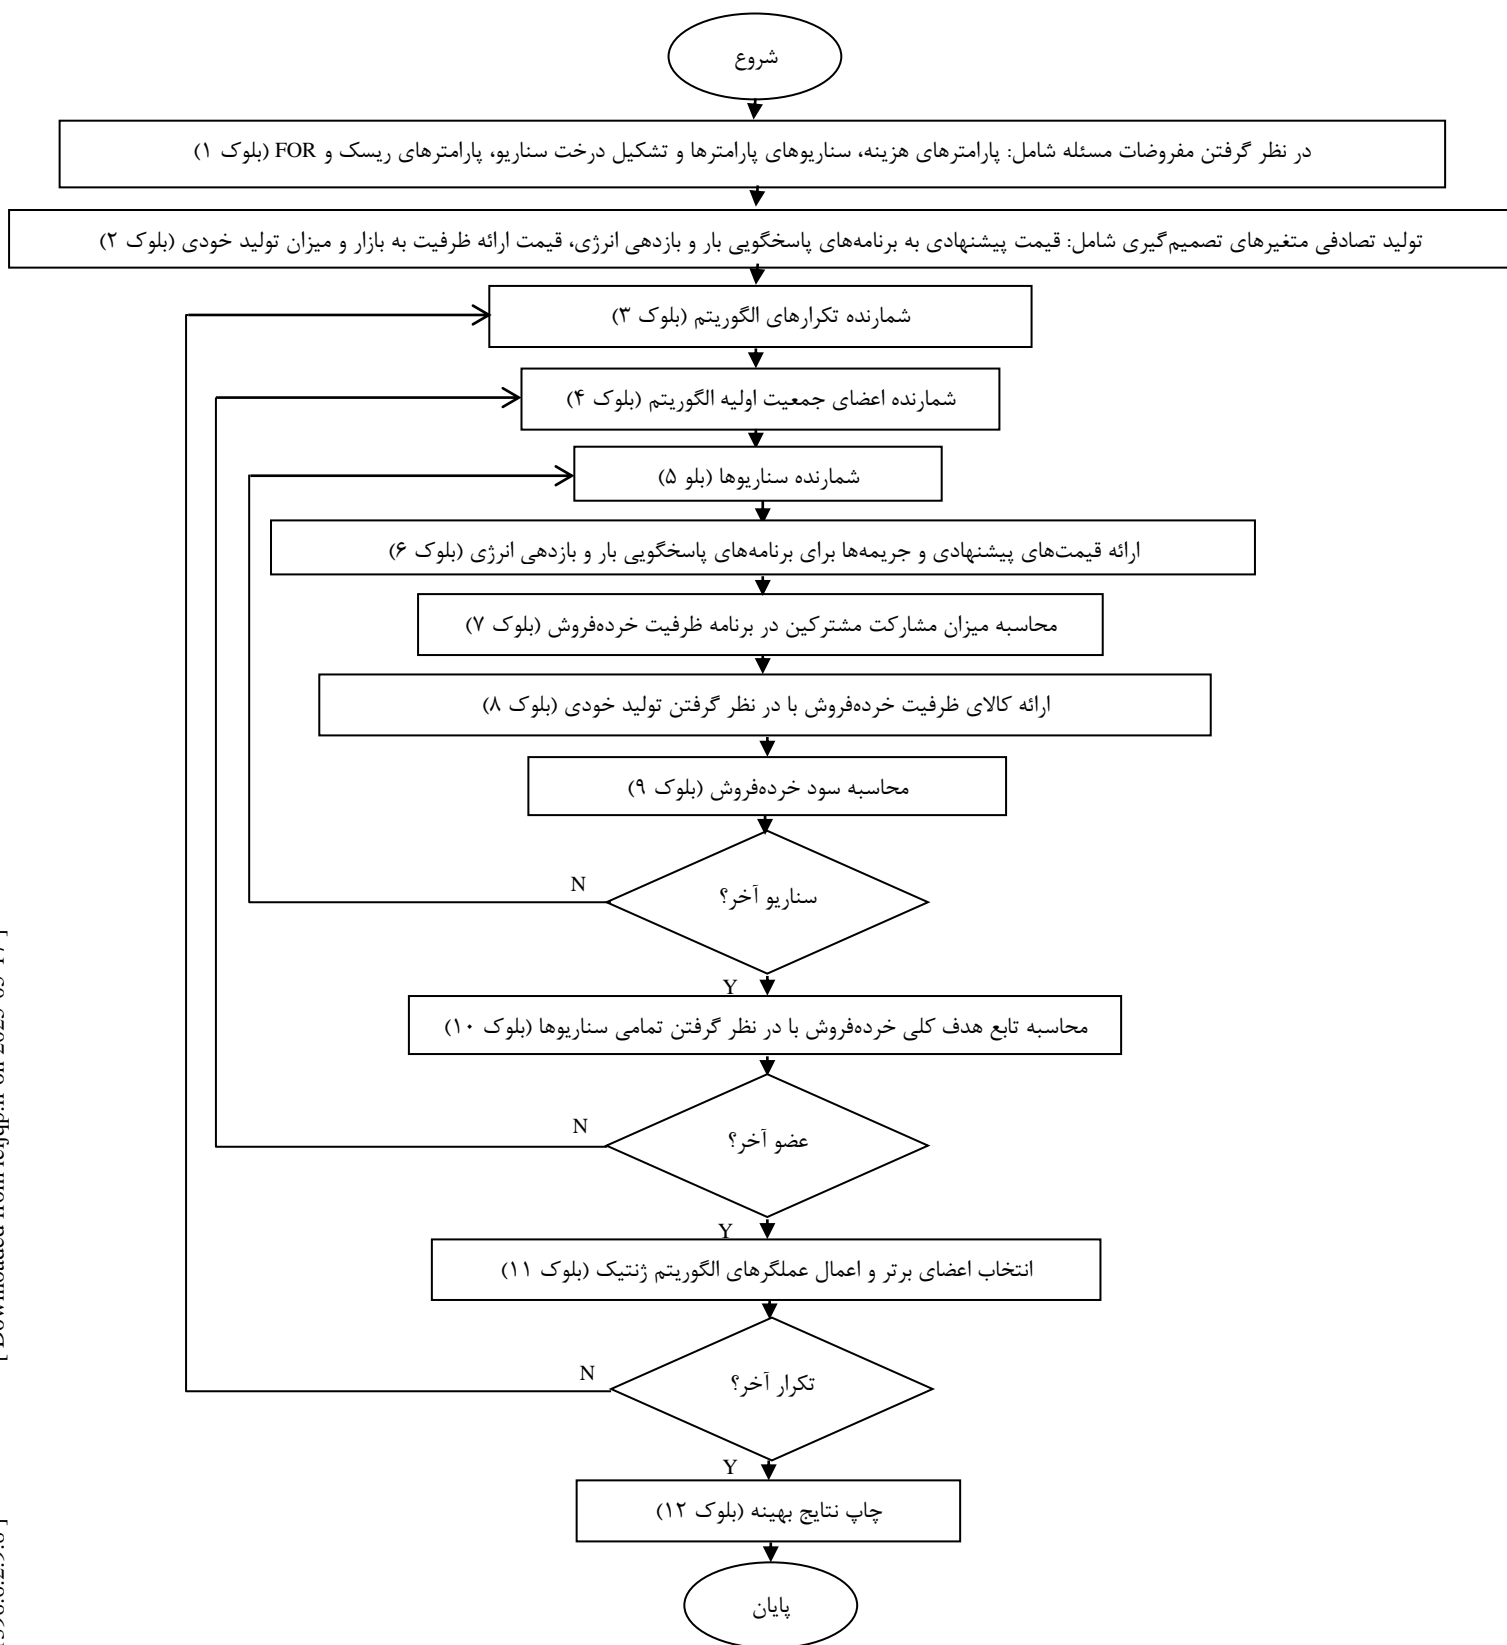 شروع
در نظر گرفتن مفروضات مسئله شامل: پارامترهای هزینه، سناریوهای پارامترها و تشکیل درخت سناریو، پارامترهای ریسک و FOR (بلوک ۱)
تولید تصادفی متغیرهای تصمیم‌گیری شامل: قیمت پیشنهادی به برنامه‌های پاسخگویی بار و بازدهی انرژی، قیمت ارائه ظرفیت به بازار و میزان تولید خودی (بلوک ۲)
شمارنده تکرارهای الگوریتم (بلوک ۳)
شمارنده اعضای جمعیت اولیه الگوریتم (بلوک ۴)
شمارنده سناریوها (بلو ۵)
ارائه قیمت‌های پیشنهادی و جریمه‌ها برای برنامه‌های پاسخگویی بار و بازدهی انرژی (بلوک ۶)
محاسبه میزان مشارکت مشترکین در برنامه ظرفیت خرده‌فروش (بلوک ۷)
ارائه کالای ظرفیت خرده‌فروش با در نظر گرفتن تولید خودی (بلوک ۸)
محاسبه سود خرده‌فروش (بلوک ۹)
سناریو آخر؟
N
Y
محاسبه تابع هدف کلی خرده‌فروش با در نظر گرفتن تمامی سناریوها (بلوک ۱۰)
عضو آخر؟
N
Y
انتخاب اعضای برتر و اعمال عملگرهای الگوریتم ژنتیک (بلوک ۱۱)
تکرار آخر؟
N
Y
چاپ نتایج بهینه (بلوک ۱۲)
پایان